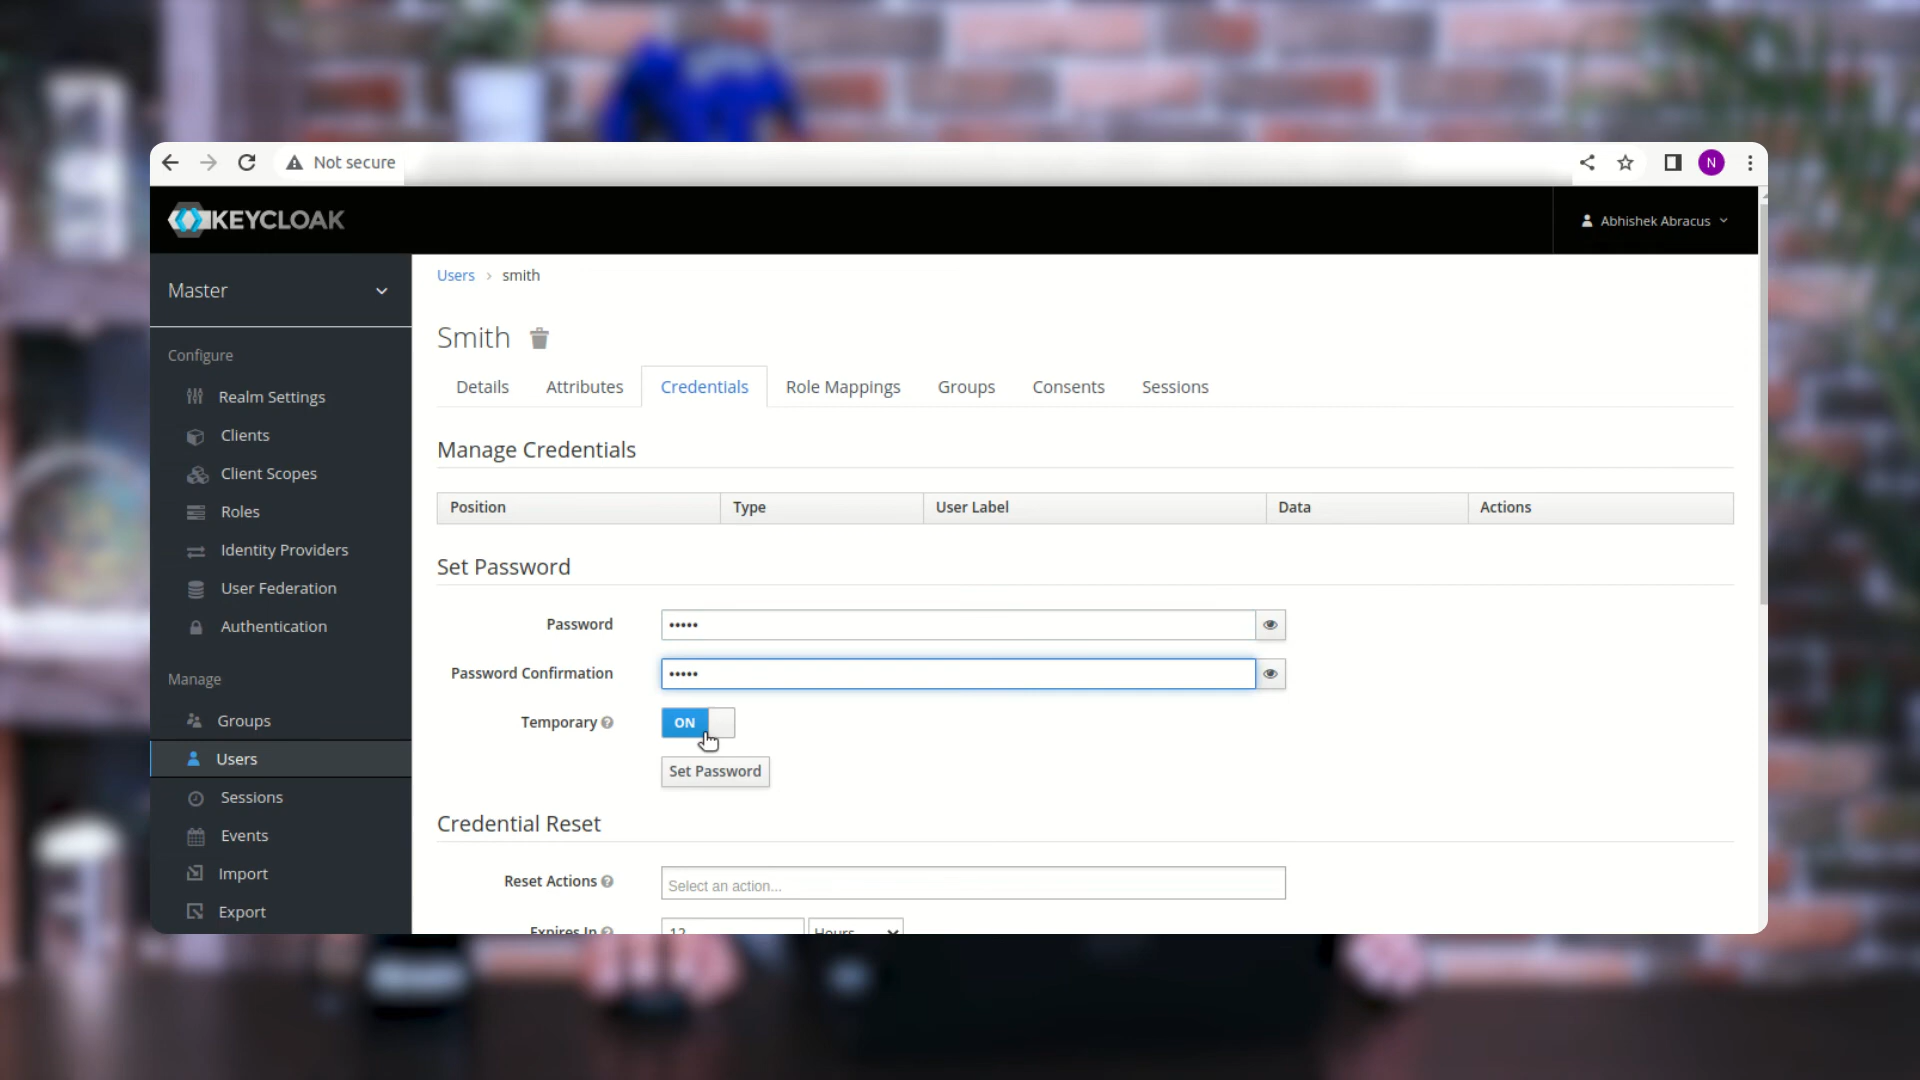 Not secure
N
KEYCLOAK
Abhishek Abracus
Master
Configure
Realm Settings
Clients
Client Scopes
Roles
Identity Providers
User Federation
Authentication
Manage
Groups
Users
Sessions
Events
Import
Export
Users > smith
Smith
Details Attributes Credentials Role Mappings Groups Consents Sessions
Manage Credentials
Position Type User Label Data Actions
Set Password
Password •••••
Password Confirmation •••••
Temporary ON
Set Password
Credential Reset
Reset Actions Select an action...
Expires In 12 Hours